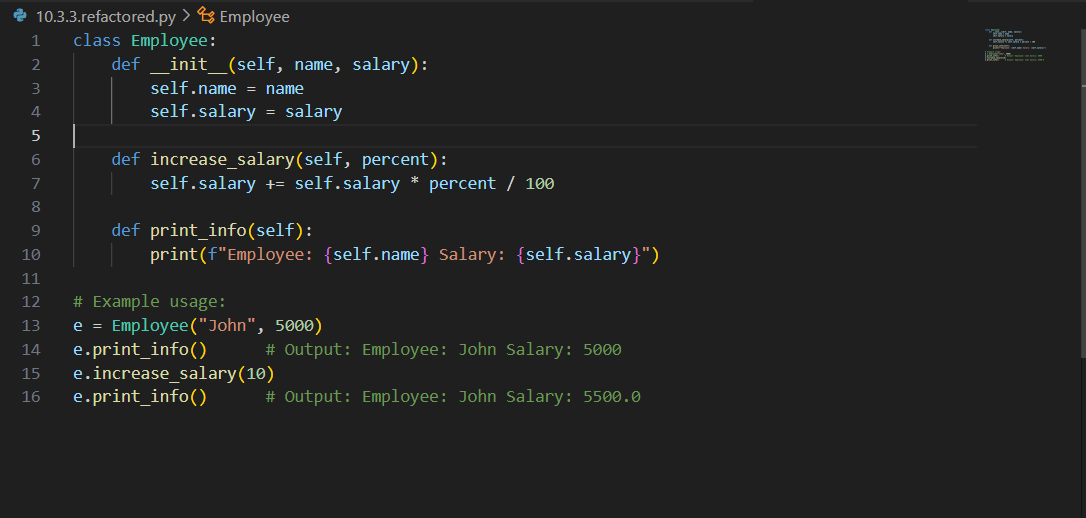 10.3.3.refactored.py > Employee
1 class Employee:
2     def __init__(self, name, salary):
3         self.name = name
4         self.salary = salary
5
6     def increase_salary(self, percent):
7         self.salary += self.salary * percent / 100
8
9     def print_info(self):
10         print(f"Employee: {self.name} Salary: {self.salary}")
11
12 # Example usage:
13 e = Employee("John", 5000)
14 e.print_info()      # Output: Employee: John Salary: 5000
15 e.increase_salary(10)
16 e.print_info()      # Output: Employee: John Salary: 5500.0